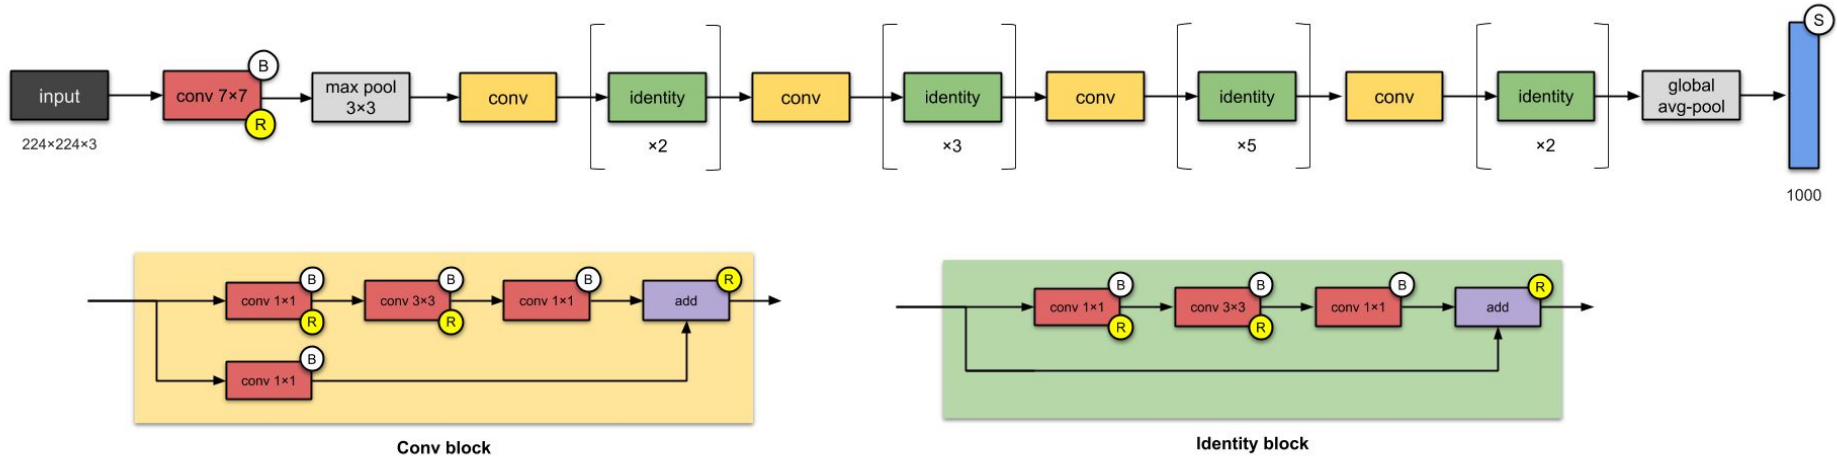 input
224×224×3
conv 7×7
B
R
max pool
3×3
conv
identity
×2
conv
identity
×3
conv
identity
×5
conv
identity
×2
global
avg-pool
S
1000
conv 1×1
B
R
conv 3×3
B
R
conv 1×1
B
add
R
conv 1×1
B
Conv block
conv 1×1
B
R
conv 3×3
B
R
conv 1×1
B
add
R
Identity block